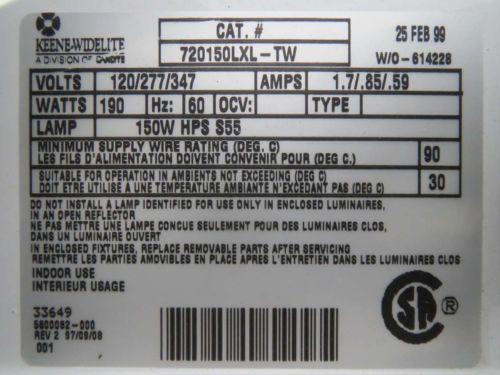 CAT. #
25 FEB 99
KEENE-WIDELITE
A DIVISION OF CANLYTE
720150LXL-TW
W/O-614228
VOLTS 120/277/347 AMPS 1.7/.85/.59
WATTS 190 Hz: 60 OCV: TYPE
LAMP 150W HPS S55
MINIMUM SUPPLY WIRE RATING (DEG. C)
LES FILS D'ALIMENTATION DOIVENT CONVENIR POUR (DEG C.)
90
SUITABLE FOR OPERATION IN AMBIENTS NOT EXCEEDING (DEG C)
DOIT ETRE UTILISE A UNE TEMPERATURE AMBIANTE N'EXCEDANT PAS (DEG C)
30
DO NOT INSTALL A LAMP IDENTIFIED FOR USE ONLY IN ENCLOSED LUMINAIRES,
IN AN OPEN REFLECTOR
NE PAS METTRE UNE LAMPE CONCUE SEULEMENT POUR DES LUMINAIRES CLOS,
DANS UN LUMINAIRE OUVERT
IN ENCLOSED FIXTURES, REPLACE REMOVABLE PARTS AFTER SERVICING
REMETTRE LES PARTIES AMOVIBLES EN PLACE APRES L'ENTRETIEN DANS LES LUMINAIRES CLOS
INDOOR USE
INTERIEUR USAGE
33649
5800082-000
REV 2 97/09/08
001
CSA ®